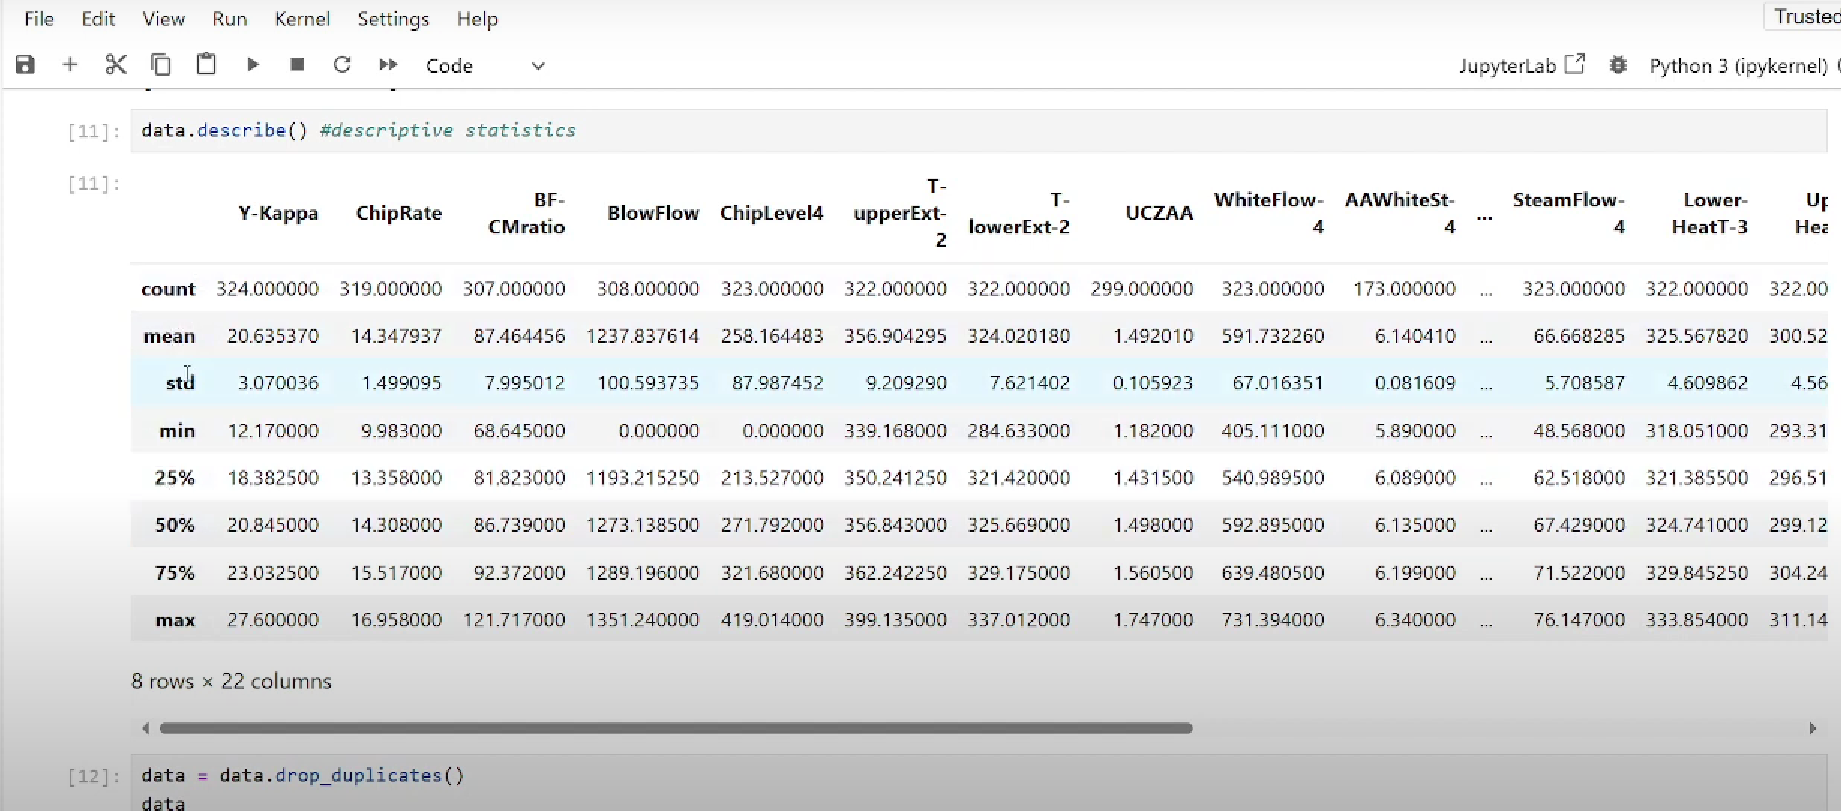 File Edit View Run Kernel Settings Help
Trusted
Code
JupyterLab
Python 3 (ipykernel)
[11]:
data.describe() #descriptive statistics
[11]:
Y-Kappa ChipRate BF-CMratio BlowFlow ChipLevel4 T-upperExt-2 T-lowerExt-2 UCZAA WhiteFlow-4 AAWhiteSt-4 ... SteamFlow-4 Lower-HeatT-3 Up Hea
count 324.000000 319.000000 307.000000 308.000000 323.000000 322.000000 322.000000 299.000000 323.000000 173.000000 ... 323.000000 322.000000 322.00
mean 20.635370 14.347937 87.464456 1237.837614 258.164483 356.904295 324.020180 1.492010 591.732260 6.140410 ... 66.668285 325.567820 300.52
std 3.070036 1.499095 7.995012 100.593735 87.987452 9.209290 7.621402 0.105923 67.016351 0.081609 ... 5.708587 4.609862 4.56
min 12.170000 9.983000 68.645000 0.000000 0.000000 339.168000 284.633000 1.182000 405.111000 5.890000 ... 48.568000 318.051000 293.31
25% 18.382500 13.358000 81.823000 1193.215250 213.527000 350.241250 321.420000 1.431500 540.989500 6.089000 ... 62.518000 321.385500 296.51
50% 20.845000 14.308000 86.739000 1273.138500 271.792000 356.843000 325.669000 1.498000 592.895000 6.135000 ... 67.429000 324.741000 299.12
75% 23.032500 15.517000 92.372000 1289.196000 321.680000 362.242250 329.175000 1.560500 639.480500 6.199000 ... 71.522000 329.845250 304.24
max 27.600000 16.958000 121.717000 1351.240000 419.014000 399.135000 337.012000 1.747000 731.394000 6.340000 ... 76.147000 333.854000 311.14
8 rows × 22 columns
[12]:
data = data.drop_duplicates()
data